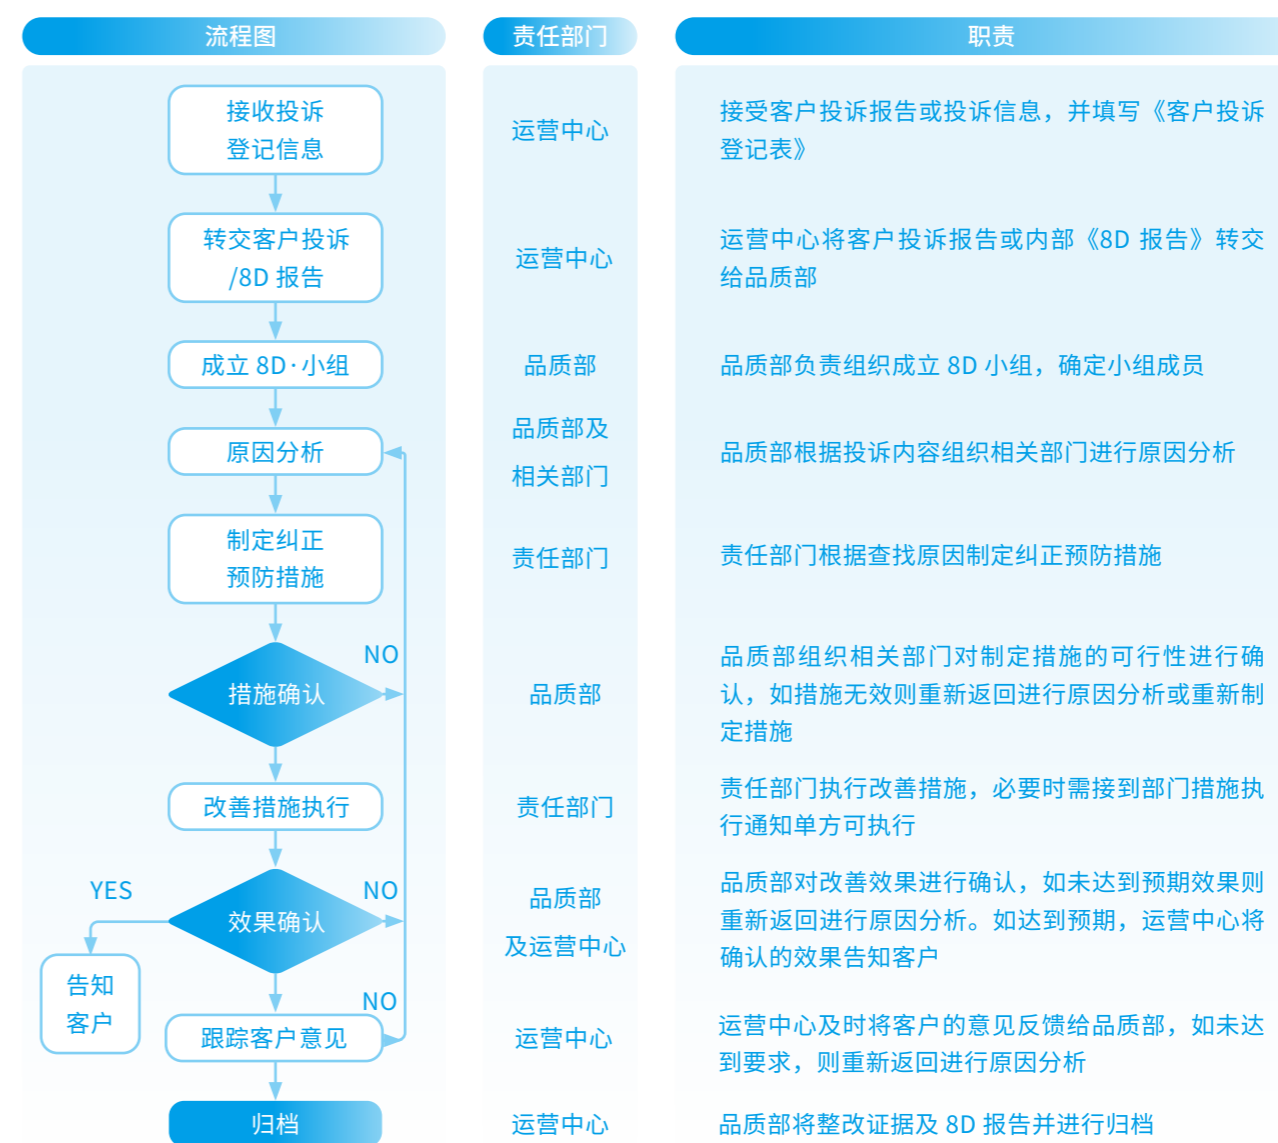 流程图
责任部门
职责
接收投诉
登记信息
运营中心
接受客户投诉报告或投诉信息，并填写《客户投诉
登记表》
转交客户投诉
/8D 报告
运营中心
运营中心将客户投诉报告或内部《8D 报告》转交
给品质部
成立 8D·小组
品质部
品质部负责组织成立 8D 小组，确定小组成员
原因分析
品质部及
相关部门
品质部根据投诉内容组织相关部门进行原因分析
制定纠正
预防措施
责任部门
责任部门根据查找原因制定纠正预防措施
NO
措施确认
品质部
品质部组织相关部门对制定措施的可行性进行确
认，如措施无效则重新返回进行原因分析或重新制
定措施
改善措施执行
责任部门
责任部门执行改善措施，必要时需接到部门措施执
行通知单方可执行
YES
NO
效果确认
品质部
及运营中心
品质部对改善效果进行确认，如未达到预期效果则
重新返回进行原因分析。如达到预期，运营中心将
确认的效果告知客户
告知
客户
NO
跟踪客户意见
运营中心
运营中心及时将客户的意见反馈给品质部，如未达
到要求，则重新返回进行原因分析
归档
运营中心
品质部将整改证据及 8D 报告并进行归档